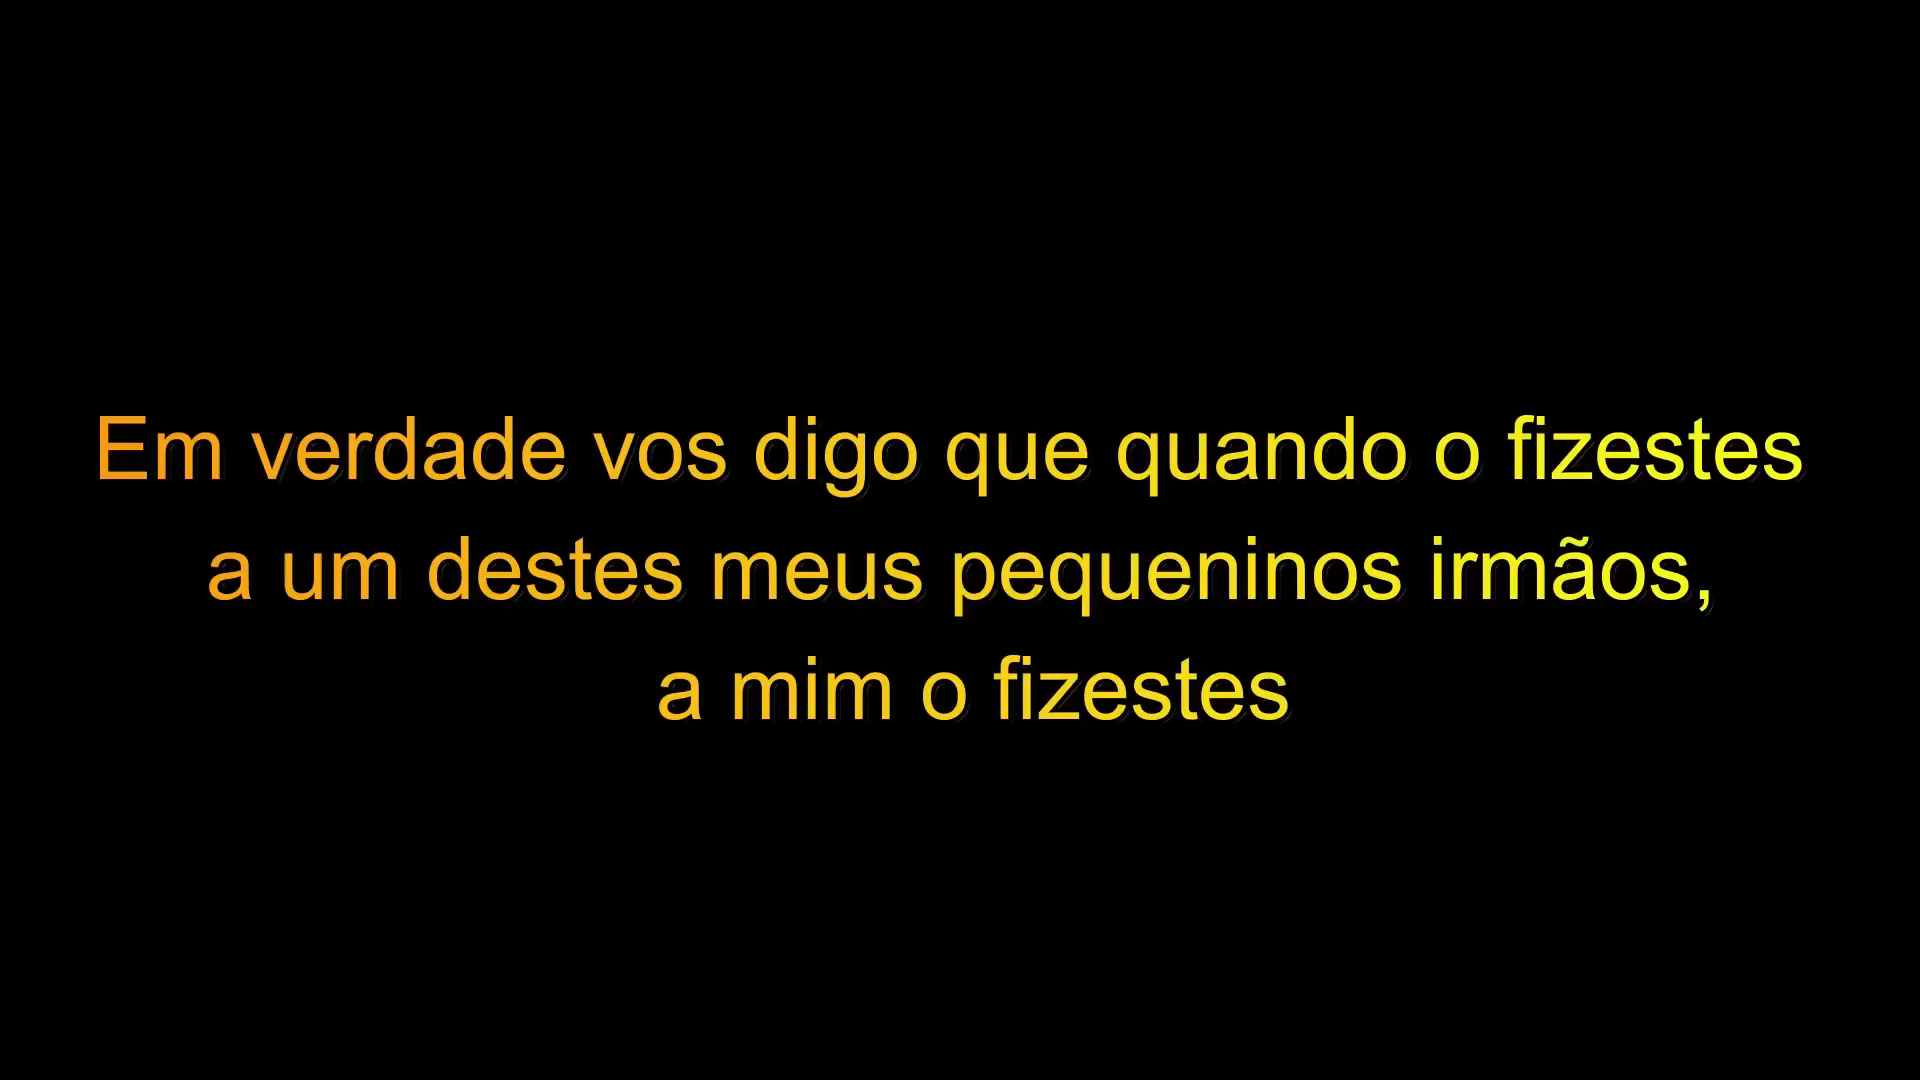 Em verdade vos digo que quando o fizestes
a um destes meus pequeninos irmãos,
a mim o fizestes